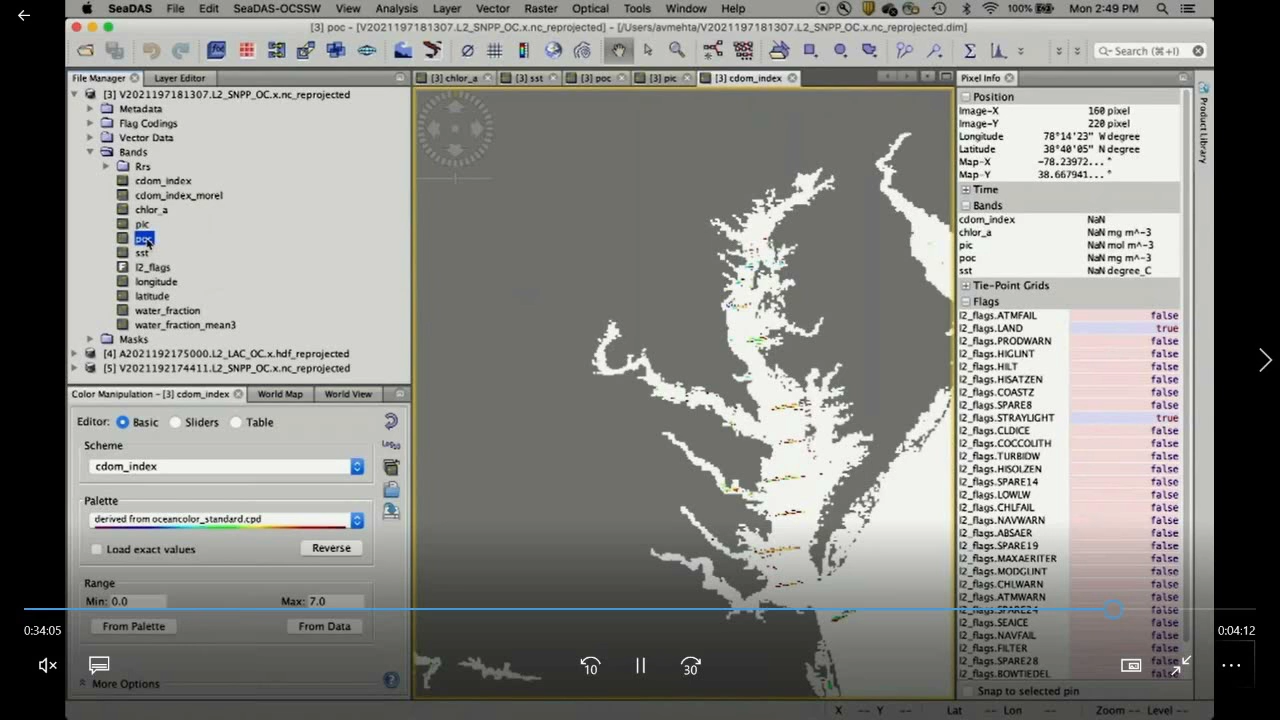 SeaDAS File Edit SeaDAS-OCSSW View Analysis Layer Vector Raster Optical Tools Window Help 100% Mon 2:49 PM
[3] poc - [V2021197181307.L2_SNPP_OC.x.nc_reprojected] - [/Users/avmehta/V2021197181307.L2_SNPP_OC.x.nc_reprojected.dim]
Search (⌘+I)
File Manager Layer Editor
[3] chlor_a [3] sst [3] poc [3] pic [3] cdom_index
Pixel Info
Product Library
[3] V2021197181307.L2_SNPP_OC.x.nc_reprojected
Metadata
Flag Codings
Vector Data
Bands
Rrs
cdom_index
cdom_index_morel
chlor_a
pic
poc
sst
l2_flags
longitude
latitude
water_fraction
water_fraction_mean3
Masks
[4] A2021192175000.L2_LAC_OC.x.hdf_reprojected
[5] V2021192174411.L2_SNPP_OC.x.nc_reprojected
Color Manipulation - [3] cdom_index World Map World View
Editor: Basic Sliders Table
Scheme
cdom_index
Palette
derived from oceancolor_standard.cpd
Load exact values Reverse
Range
Min: 0.0 Max: 7.0
From Palette From Data
More Options
Position
Image-X 160 pixel
Image-Y 220 pixel
Longitude 78°14'23" W degree
Latitude 38°40'05" N degree
Map-X -78.23972... °
Map-Y 38.667941... °
Time
Bands
cdom_index NaN
chlor_a NaN mg m^-3
pic NaN mol m^-3
poc NaN mg m^-3
sst NaN degree_C
Tie-Point Grids
Flags
l2_flags.ATMFAIL false
l2_flags.LAND true
l2_flags.PRODWARN false
l2_flags.HIGLINT false
l2_flags.HILT false
l2_flags.HISATZEN false
l2_flags.COASTZ false
l2_flags.SPARE8 false
l2_flags.STRAYLIGHT true
l2_flags.CLDICE false
l2_flags.COCCOLITH false
l2_flags.TURBIDW false
l2_flags.HISOLZEN false
l2_flags.SPARE14 false
l2_flags.LOWLW false
l2_flags.CHLFAIL false
l2_flags.NAVWARN false
l2_flags.ABSAER false
l2_flags.SPARE19 false
l2_flags.MAXAERITER false
l2_flags.MODGLINT false
l2_flags.CHLWARN false
l2_flags.ATMWARN false
l2_flags.SPARE24 false
l2_flags.SEAICE false
l2_flags.NAVFAIL false
l2_flags.FILTER false
l2_flags.SPARE28 false
l2_flags.BOWTIEDEL false
Snap to selected pin
X -- Y -- Lat -- Lon -- Zoom -- Level --
0:34:05
0:04:12
10
30